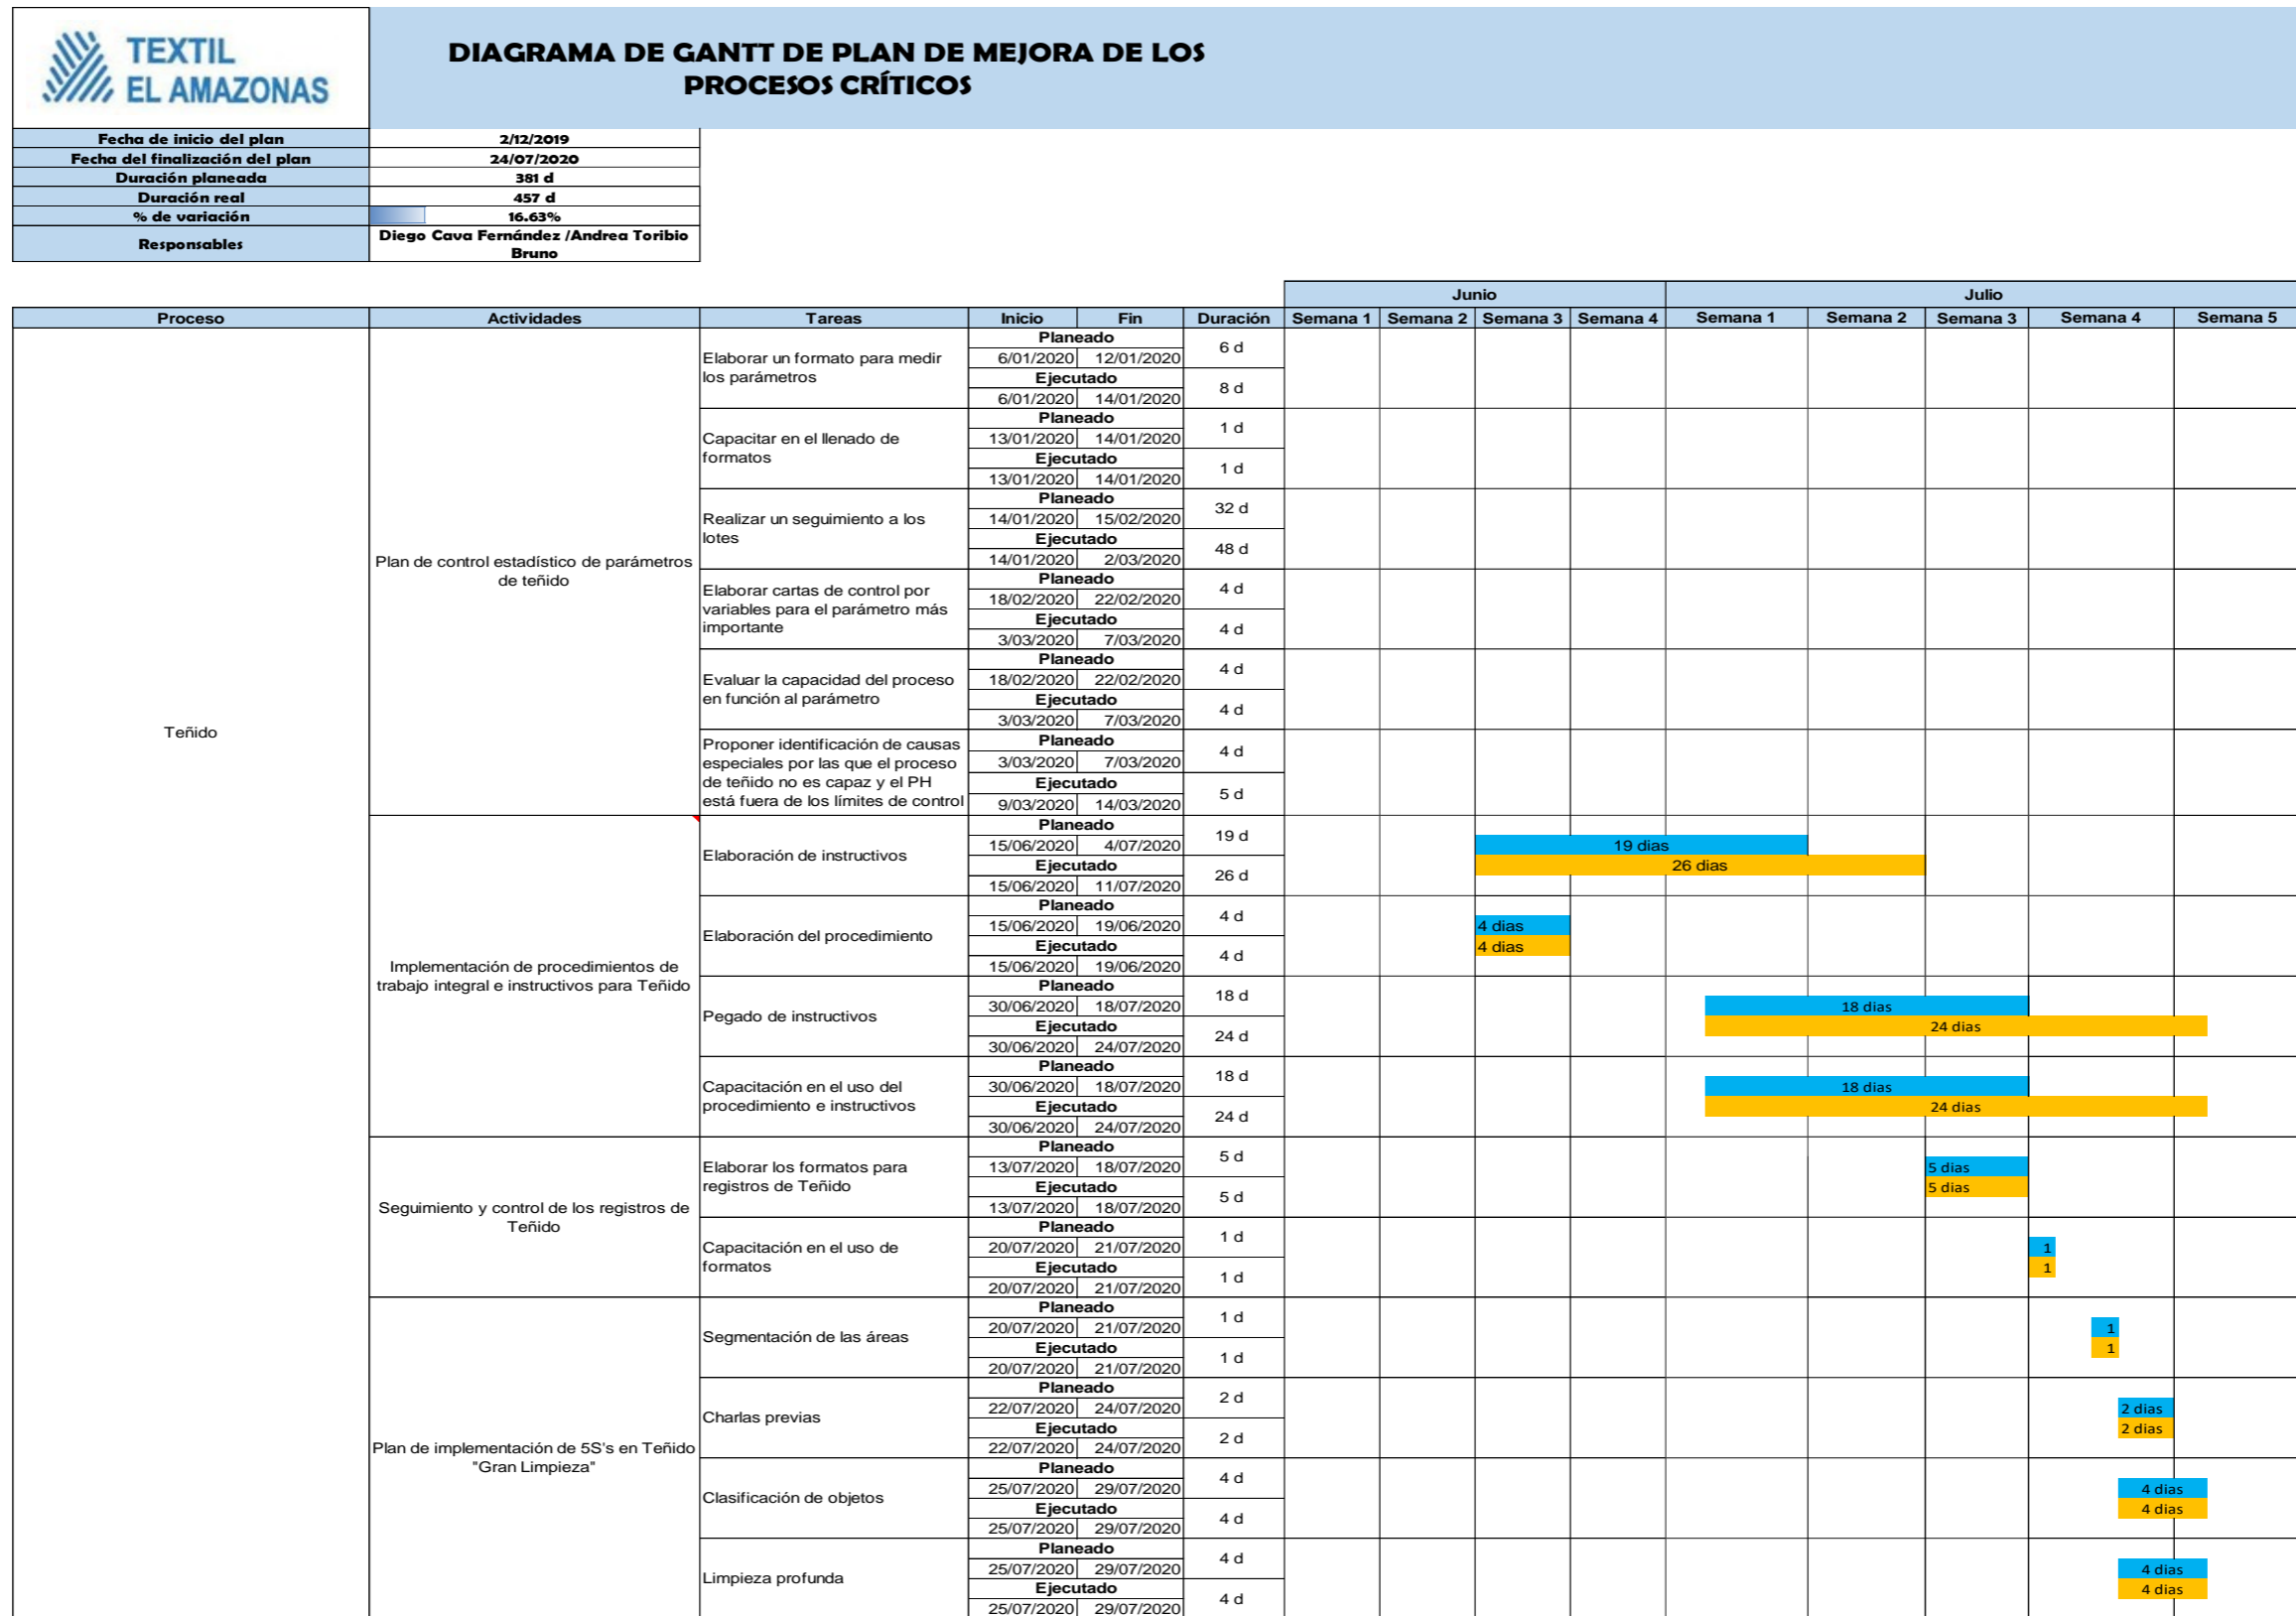 TEXTIL
EL AMAZONAS
DIAGRAMA DE GANTT DE PLAN DE MEJORA DE LOS
PROCESOS CRÍTICOS
Fecha de inicio del plan 2/12/2019
Fecha del finalización del plan 24/07/2020
Duración planeada 381 d
Duración real 457 d
% de variación 16.63%
Responsables Diego Cava Fernández /Andrea Toribio
Bruno
Junio Julio
Proceso Actividades Tareas Inicio Fin Duración Semana 1 Semana 2 Semana 3 Semana 4 Semana 1 Semana 2 Semana 3 Semana 4 Semana 5
Teñido
Plan de control estadístico de parámetros
de teñido
Elaborar un formato para medir
los parámetros
Planeado
6/01/2020 12/01/2020
6 d
Ejecutado
6/01/2020 14/01/2020
8 d
Capacitar en el llenado de
formatos
Planeado
13/01/2020 14/01/2020
1 d
Ejecutado
13/01/2020 14/01/2020
1 d
Realizar un seguimiento a los
lotes
Planeado
14/01/2020 15/02/2020
32 d
Ejecutado
14/01/2020 2/03/2020
48 d
Elaborar cartas de control por
variables para el parámetro más
importante
Planeado
18/02/2020 22/02/2020
4 d
Ejecutado
3/03/2020 7/03/2020
4 d
Evaluar la capacidad del proceso
en función al parámetro
Planeado
18/02/2020 22/02/2020
4 d
Ejecutado
3/03/2020 7/03/2020
4 d
Proponer identificación de causas
especiales por las que el proceso
de teñido no es capaz y el PH
está fuera de los límites de control
Planeado
3/03/2020 7/03/2020
4 d
Ejecutado
9/03/2020 14/03/2020
5 d
Implementación de procedimientos de
trabajo integral e instructivos para Teñido
Elaboración de instructivos
Planeado
15/06/2020 4/07/2020
19 d
19 dias
Ejecutado
15/06/2020 11/07/2020
26 d
26 dias
Elaboración del procedimiento
Planeado
15/06/2020 19/06/2020
4 d
4 dias
Ejecutado
15/06/2020 19/06/2020
4 d
4 dias
Pegado de instructivos
Planeado
30/06/2020 18/07/2020
18 d
18 dias
Ejecutado
30/06/2020 24/07/2020
24 d
24 dias
Capacitación en el uso del
procedimiento e instructivos
Planeado
30/06/2020 18/07/2020
18 d
18 dias
Ejecutado
30/06/2020 24/07/2020
24 d
24 dias
Seguimiento y control de los registros de
Teñido
Elaborar los formatos para
registros de Teñido
Planeado
13/07/2020 18/07/2020
5 d
5 dias
Ejecutado
13/07/2020 18/07/2020
5 d
5 dias
Capacitación en el uso de
formatos
Planeado
20/07/2020 21/07/2020
1 d
1
Ejecutado
20/07/2020 21/07/2020
1 d
1
Plan de implementación de 5S's en Teñido
"Gran Limpieza"
Segmentación de las áreas
Planeado
20/07/2020 21/07/2020
1 d
1
Ejecutado
20/07/2020 21/07/2020
1 d
1
Charlas previas
Planeado
22/07/2020 24/07/2020
2 d
2 dias
Ejecutado
22/07/2020 24/07/2020
2 d
2 dias
Clasificación de objetos
Planeado
25/07/2020 29/07/2020
4 d
4 dias
Ejecutado
25/07/2020 29/07/2020
4 d
4 dias
Limpieza profunda
Planeado
25/07/2020 29/07/2020
4 d
4 dias
Ejecutado
25/07/2020 29/07/2020
4 d
4 dias